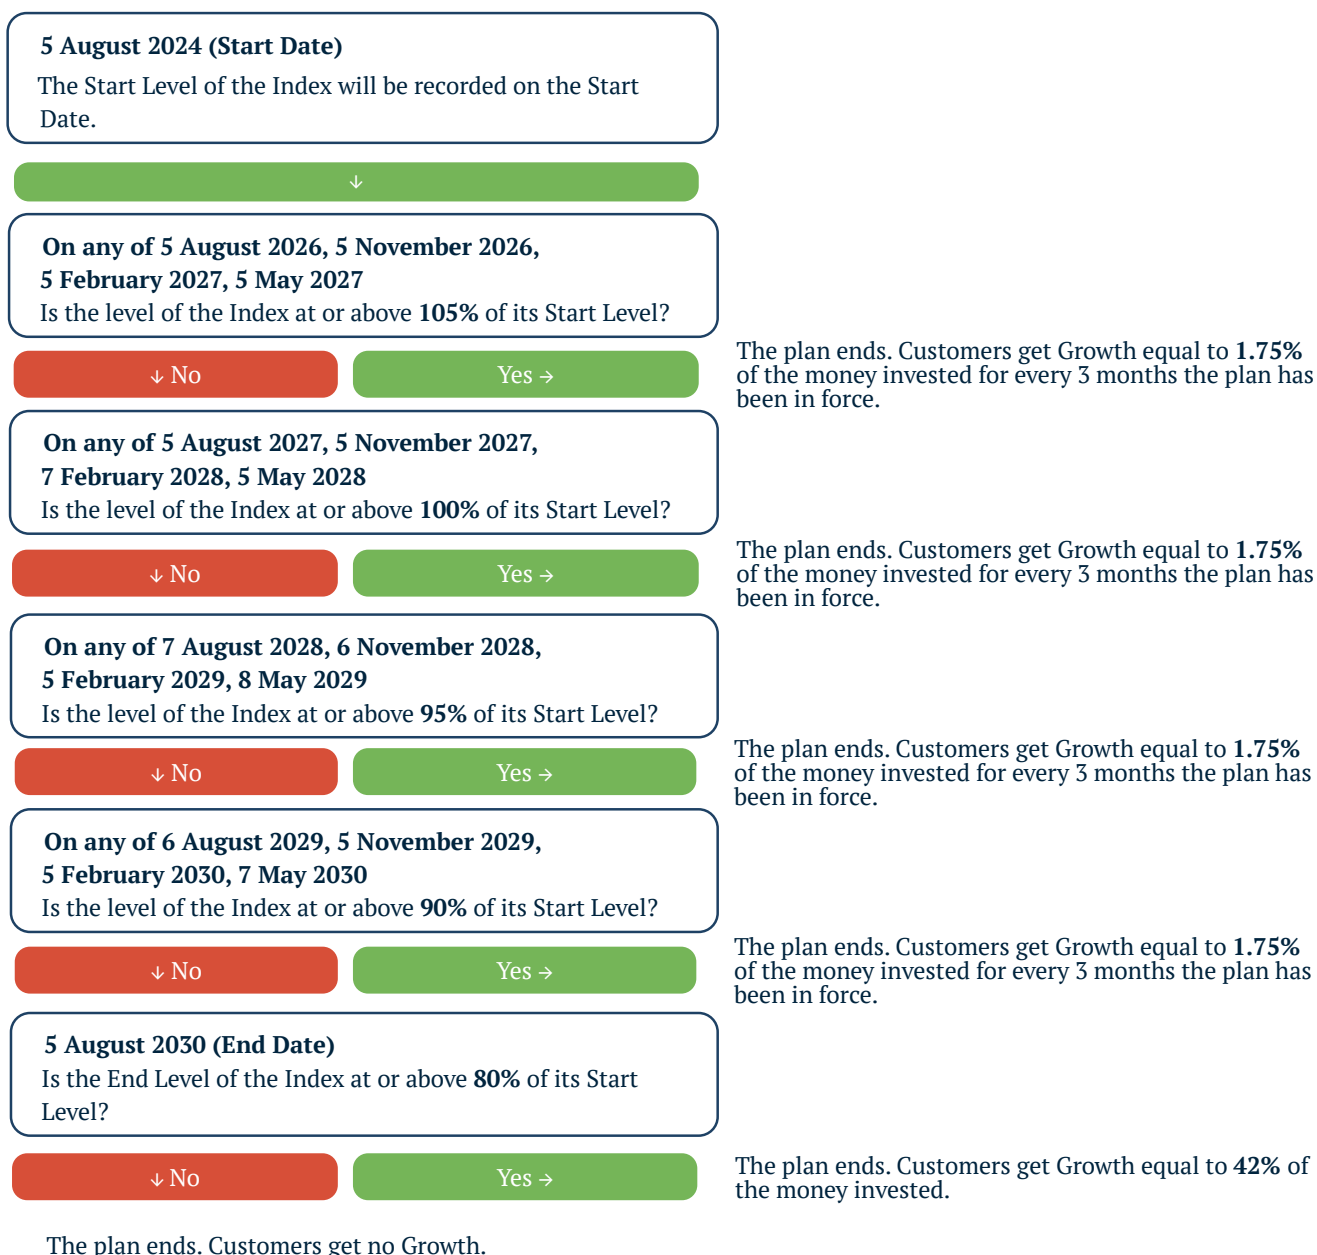 5 August 2024 (Start Date)
The Start Level of the Index will be recorded on the Start
Date.
↓
On any of 5 August 2026, 5 November 2026,
5 February 2027, 5 May 2027
Is the level of the Index at or above 105% of its Start Level?
↓ No
Yes →
The plan ends. Customers get Growth equal to 1.75%
of the money invested for every 3 months the plan has
been in force.
On any of 5 August 2027, 5 November 2027,
7 February 2028, 5 May 2028
Is the level of the Index at or above 100% of its Start Level?
↓ No
Yes →
The plan ends. Customers get Growth equal to 1.75%
of the money invested for every 3 months the plan has
been in force.
On any of 7 August 2028, 6 November 2028,
5 February 2029, 8 May 2029
Is the level of the Index at or above 95% of its Start Level?
↓ No
Yes →
The plan ends. Customers get Growth equal to 1.75%
of the money invested for every 3 months the plan has
been in force.
On any of 6 August 2029, 5 November 2029,
5 February 2030, 7 May 2030
Is the level of the Index at or above 90% of its Start Level?
↓ No
Yes →
The plan ends. Customers get Growth equal to 1.75%
of the money invested for every 3 months the plan has
been in force.
5 August 2030 (End Date)
Is the End Level of the Index at or above 80% of its Start
Level?
↓ No
Yes →
The plan ends. Customers get Growth equal to 42% of
the money invested.
The plan ends. Customers get no Growth.